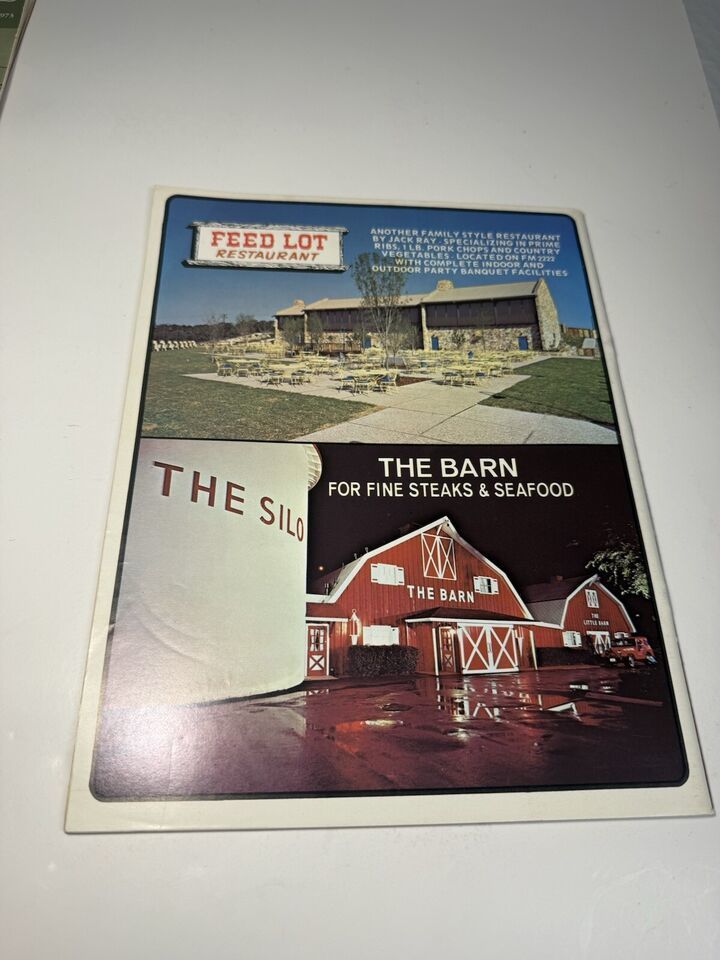 1975
FEED LOT
RESTAURANT
ANOTHER FAMILY STYLE RESTAURANT
BY JACK RAY - SPECIALIZING IN PRIME
RIBS, 1 LB. PORK CHOPS AND COUNTRY
VEGETABLES - LOCATED ON FM 2222
WITH COMPLETE INDOOR AND
OUTDOOR PARTY BANQUET FACILITIES
THE SILO
THE BARN
FOR FINE STEAKS & SEAFOOD
THE BARN
THE
LITTLE BARN